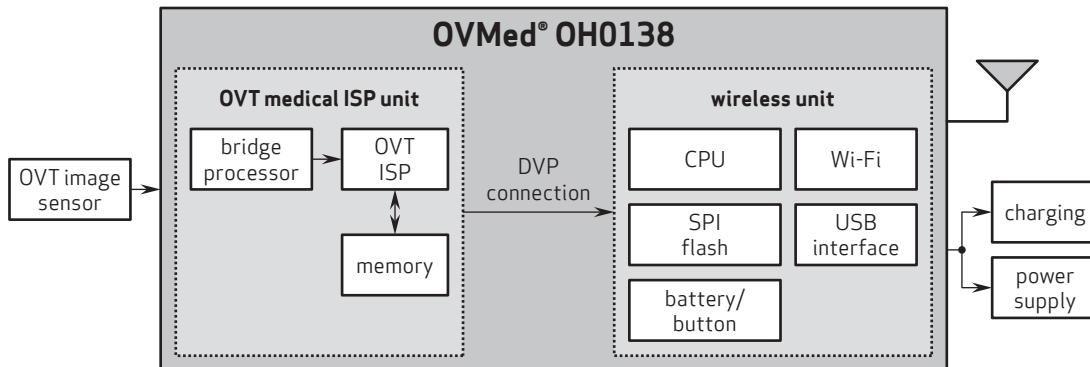 OVMed® OH0138
OVT medical ISP unit
bridge
processor
OVT
ISP
memory
OVT image
sensor
DVP
connection
wireless unit
CPU
Wi-Fi
SPI
flash
USB
interface
battery/
button
charging
power
supply